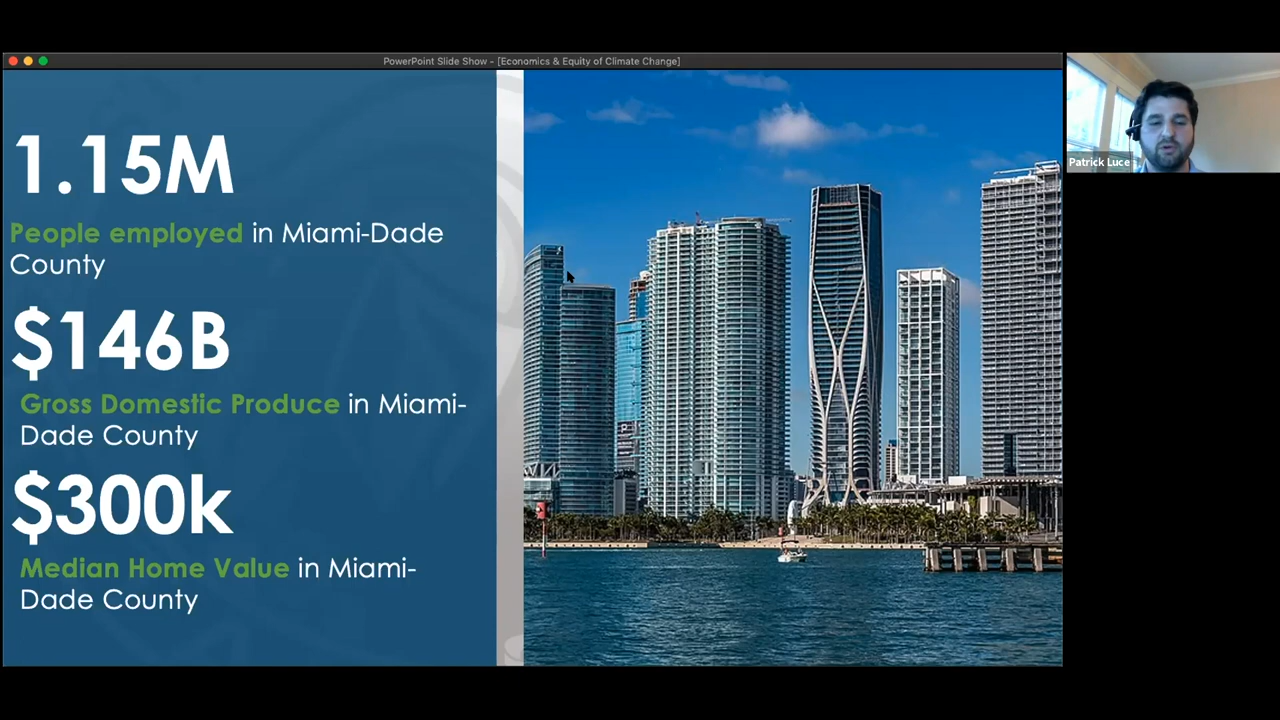 PowerPoint Slide Show - [Economics & Equity of Climate Change]
1.15M
People employed in Miami-Dade
County
$146B
Gross Domestic Produce in Miami-
Dade County
$300k
Median Home Value in Miami-
Dade County
Patrick Luce